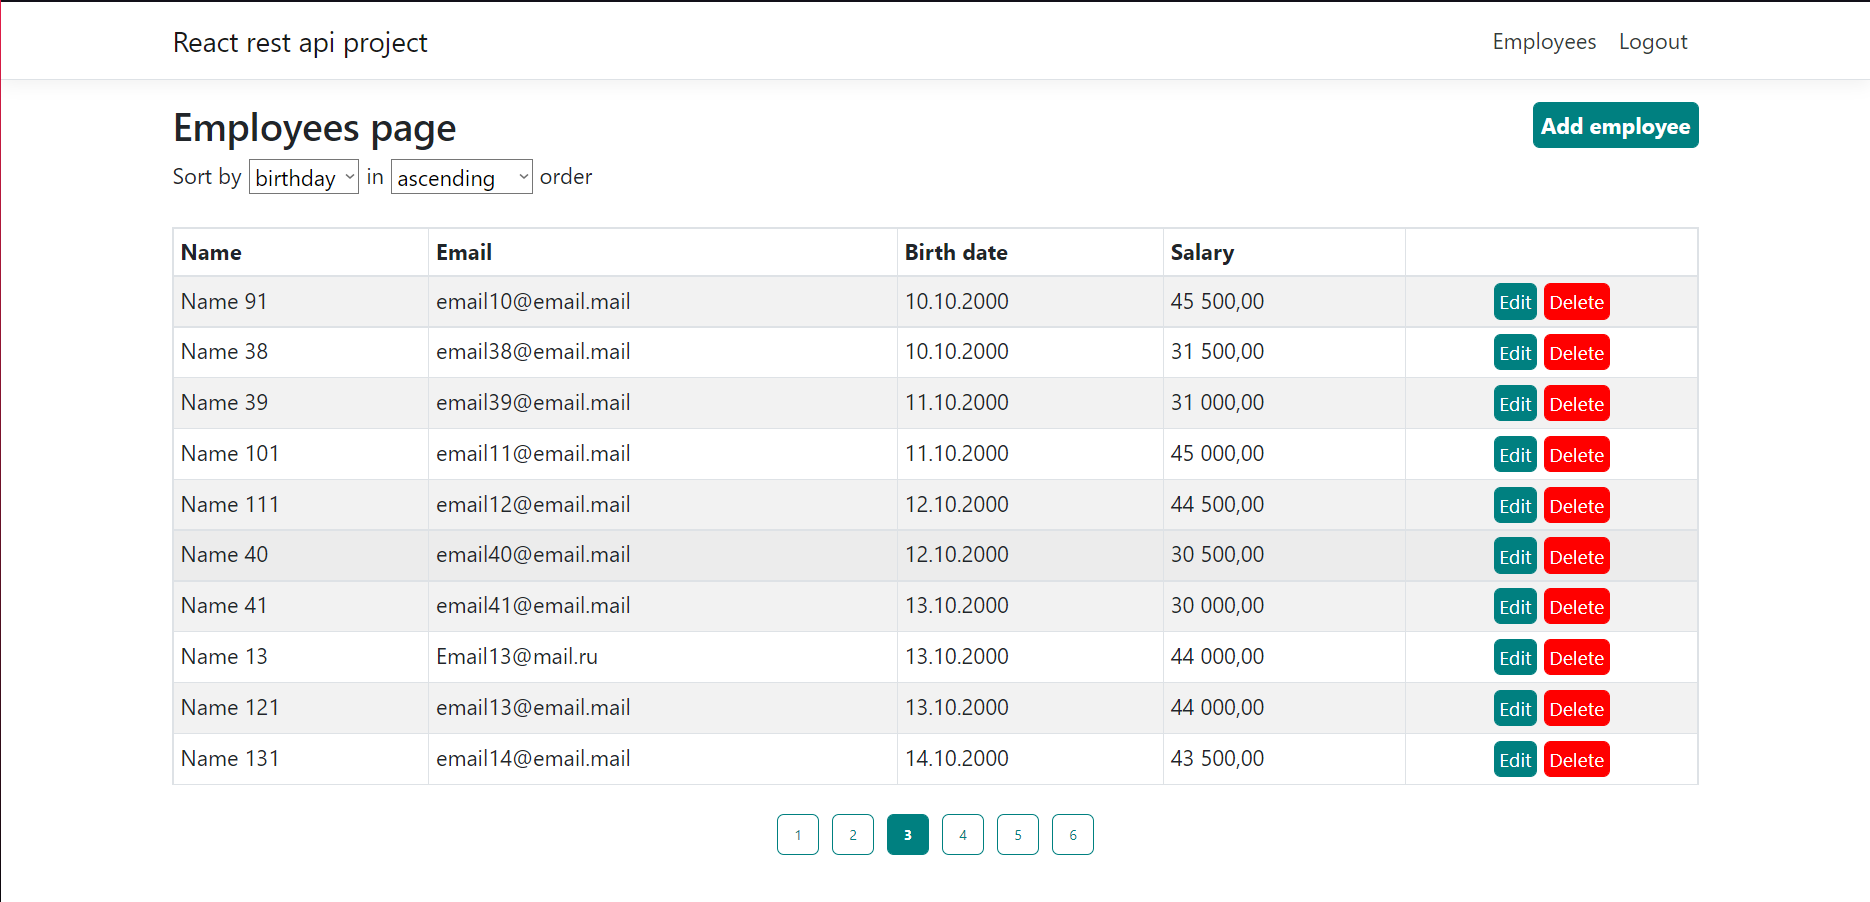 React rest api project Employees Logout
Employees page Add employee
Sort by birthday in ascending order
Name Email Birth date Salary
Name 91 email10@email.mail 10.10.2000 45 500,00 Edit Delete
Name 38 email38@email.mail 10.10.2000 31 500,00 Edit Delete
Name 39 email39@email.mail 11.10.2000 31 000,00 Edit Delete
Name 101 email11@email.mail 11.10.2000 45 000,00 Edit Delete
Name 111 email12@email.mail 12.10.2000 44 500,00 Edit Delete
Name 40 email40@email.mail 12.10.2000 30 500,00 Edit Delete
Name 41 email41@email.mail 13.10.2000 30 000,00 Edit Delete
Name 13 Email13@mail.ru 13.10.2000 44 000,00 Edit Delete
Name 121 email13@email.mail 13.10.2000 44 000,00 Edit Delete
Name 131 email14@email.mail 14.10.2000 43 500,00 Edit Delete
1 2 3 4 5 6